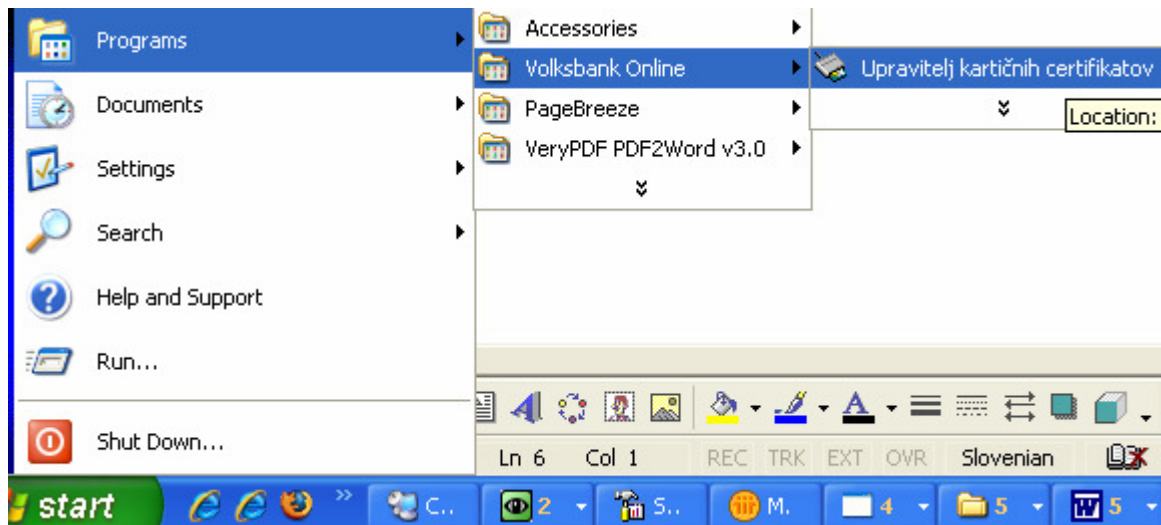 Programs
Documents
Settings
Search
Help and Support
Run...
Shut Down...
Accessories
Volksbank Online
PageBreeze
VeryPDF PDF2Word v3.0
Upravitelj kartičnih certifikatov
Location:
Ln 6 Col 1 REC TRK EXT OVR Slovenian
start C.. 2 S.. M. 4 5 5